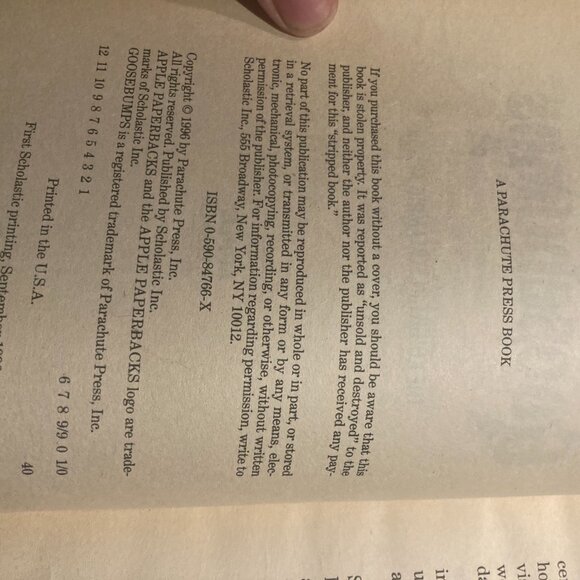 A PARACHUTE PRESS BOOK
If you purchased this book without a cover, you should be aware that this
book is stolen property. It was reported as "unsold and destroyed" to the
publisher, and neither the author nor the publisher has received any pay-
ment for this "stripped book."
No part of this publication may be reproduced in whole or in part, or stored
in a retrieval system, or transmitted in any form or by any means, elec-
tronic, mechanical, photocopying, recording, or otherwise, without written
permission of the publisher. For information regarding permission, write to
Scholastic Inc., 555 Broadway, New York, NY 10012.
ISBN 0-590-84766-X
Copyright © 1996 by Parachute Press, Inc.
All rights reserved. Published by Scholastic Inc.
APPLE PAPERBACKS and the APPLE PAPERBACKS logo are trade-
marks of Scholastic Inc.
GOOSEBUMPS is a registered trademark of Parachute Press, Inc.
12 11 10 9 8 7 6 5 4 3 2 1
6 7 8 9/9. 0 1/0
Printed in the U.S.A.
40
First Scholastic printing, September